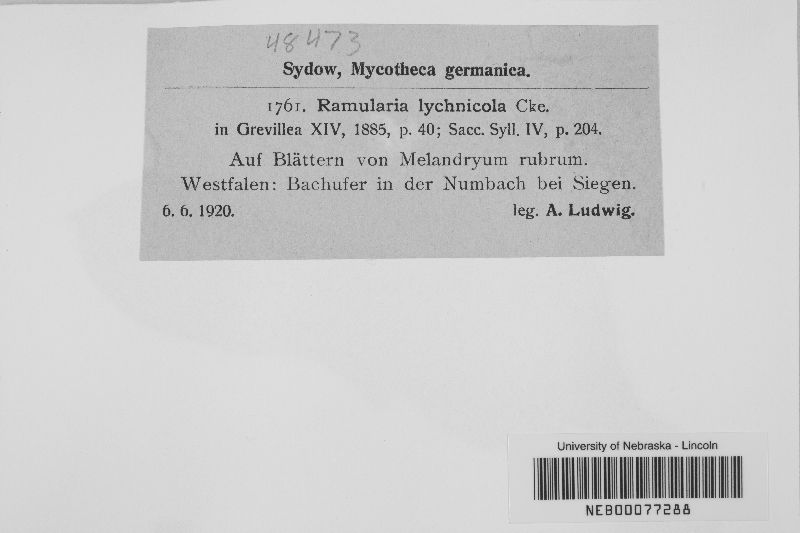 48473
Sydow, Mycotheca germanica.
1761. Ramularia lychnicola Cke.
in Grevillea XIV, 1885, p. 40; Sacc. Syll. IV, p. 204.
Auf Blättern von Melandryum rubrum.
Westfalen: Bachufer in der Numbach bei Siegen.
6. 6. 1920. leg. A. Ludwig.
University of Nebraska - Lincoln
NEB00077288